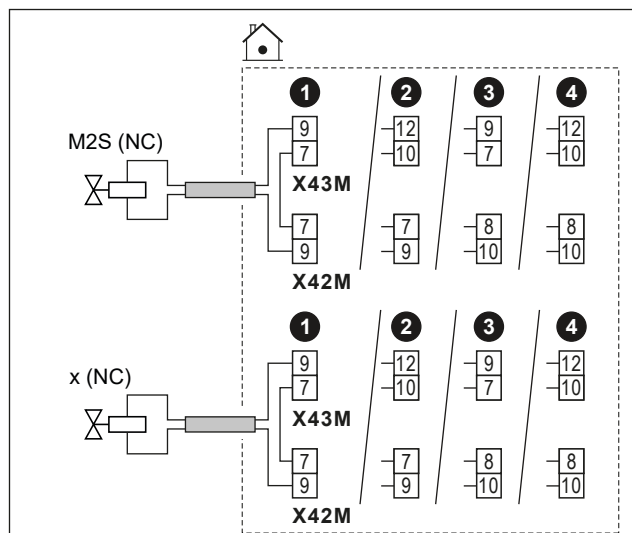 1 2 3 4
M2S (NC)
9 12 9 12
7 10 7 10
X43M
7 7 8 8
9 9 10 10
X42M
1 2 3 4
x (NC)
9 12 9 12
7 10 7 10
X43M
7 7 8 8
9 9 10 10
X42M